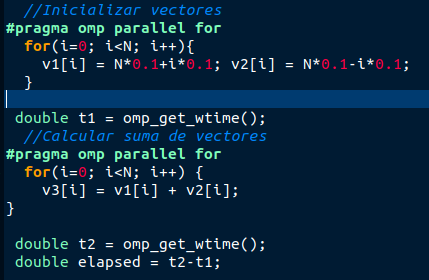 //Inicializar vectores
#pragma omp parallel for
for(i=0; i<N; i++){
v1[i] = N*0.1+i*0.1; v2[i] = N*0.1-i*0.1;
}
double t1 = omp_get_wtime();
//Calcular suma de vectores
#pragma omp parallel for
for(i=0; i<N; i++) {
v3[i] = v1[i] + v2[i];
}
double t2 = omp_get_wtime();
double elapsed = t2-t1;